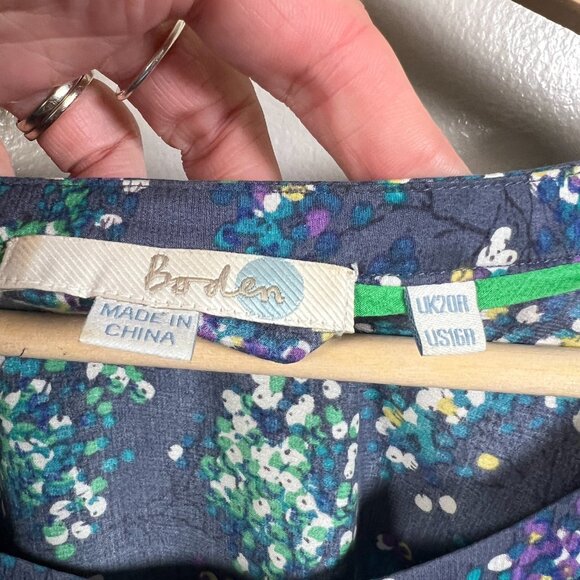 Boden
MADE IN
CHINA
UK20R
US16R